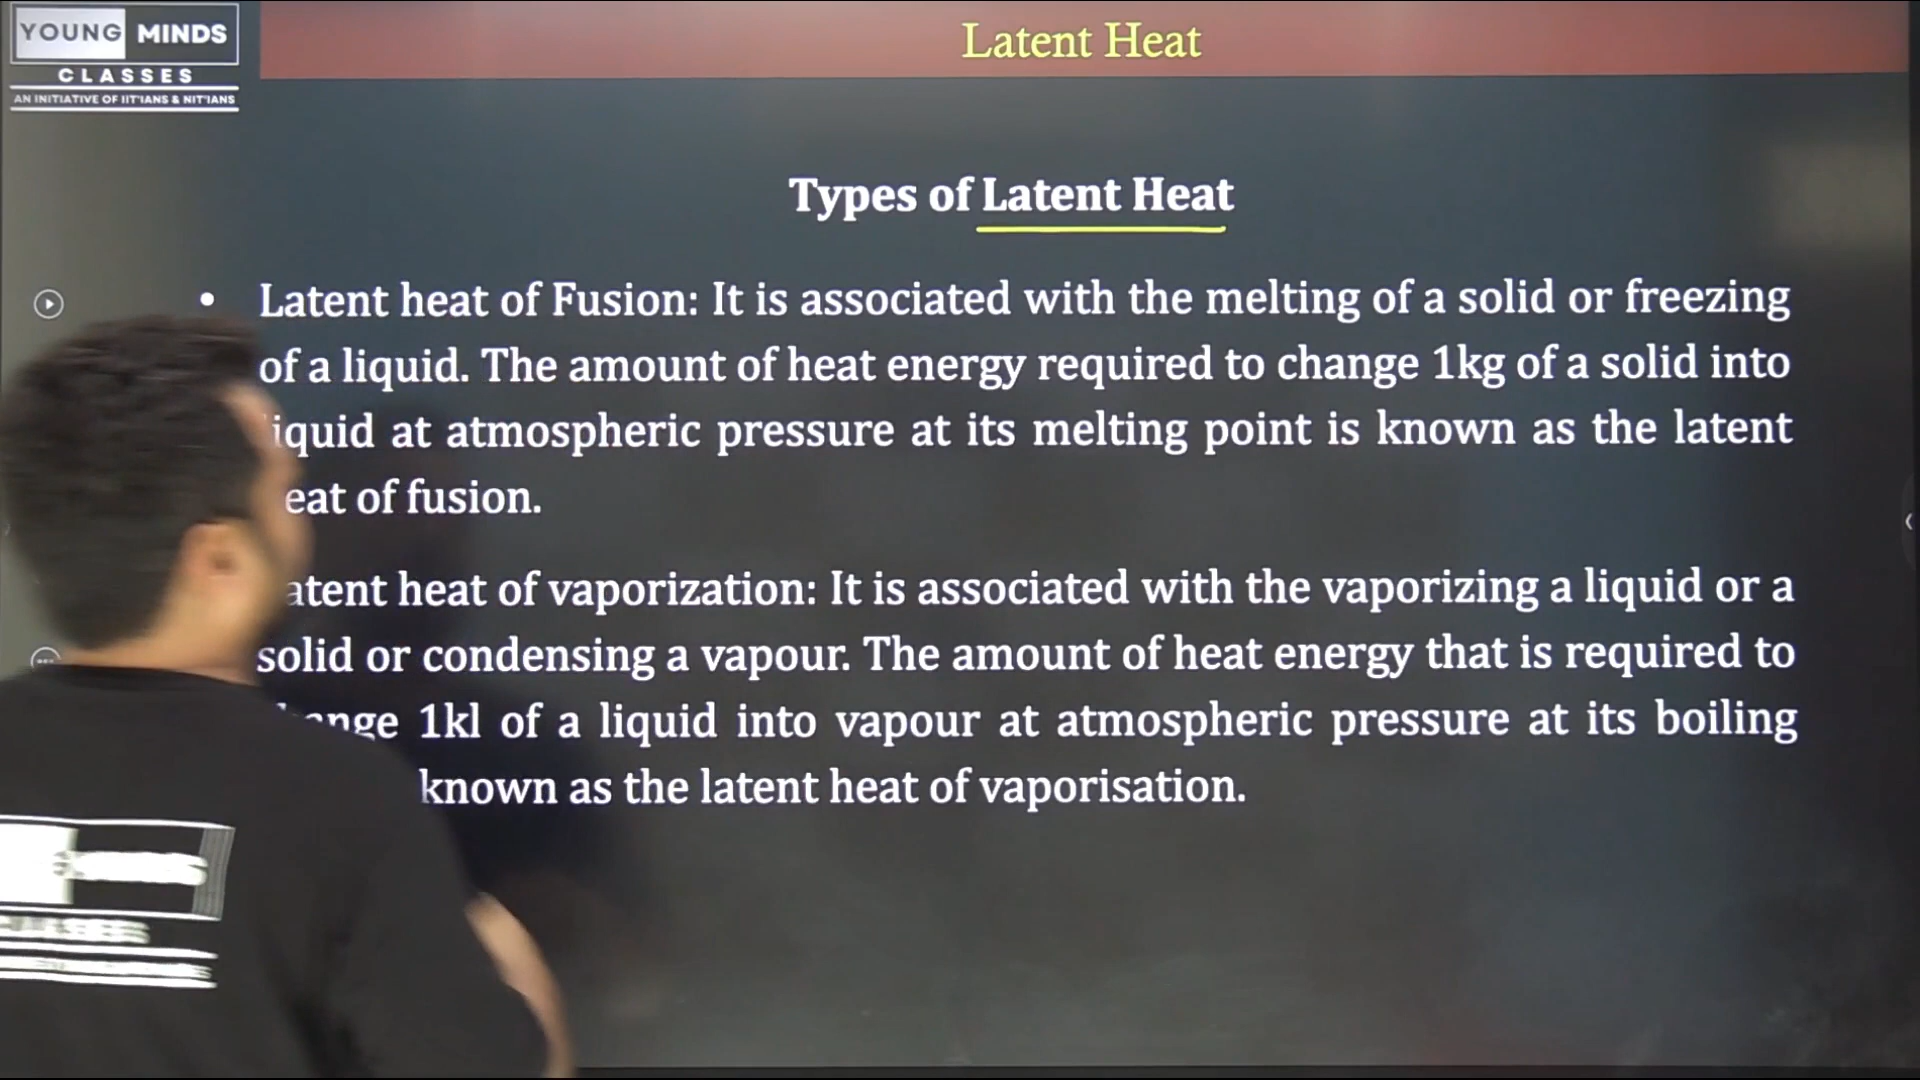 YOUNG MINDS
CLASSES
AN INITIATIVE OF IIT'IANS & NIT'IANS
Latent Heat
Types of Latent Heat
• Latent heat of Fusion: It is associated with the melting of a solid or freezing
of a liquid. The amount of heat energy required to change 1kg of a solid into
iquid at atmospheric pressure at its melting point is known as the latent
eat of fusion.
atent heat of vaporization: It is associated with the vaporizing a liquid or a
solid or condensing a vapour. The amount of heat energy that is required to
1kl of a liquid into vapour at atmospheric pressure at its boiling
known as the latent heat of vaporisation.